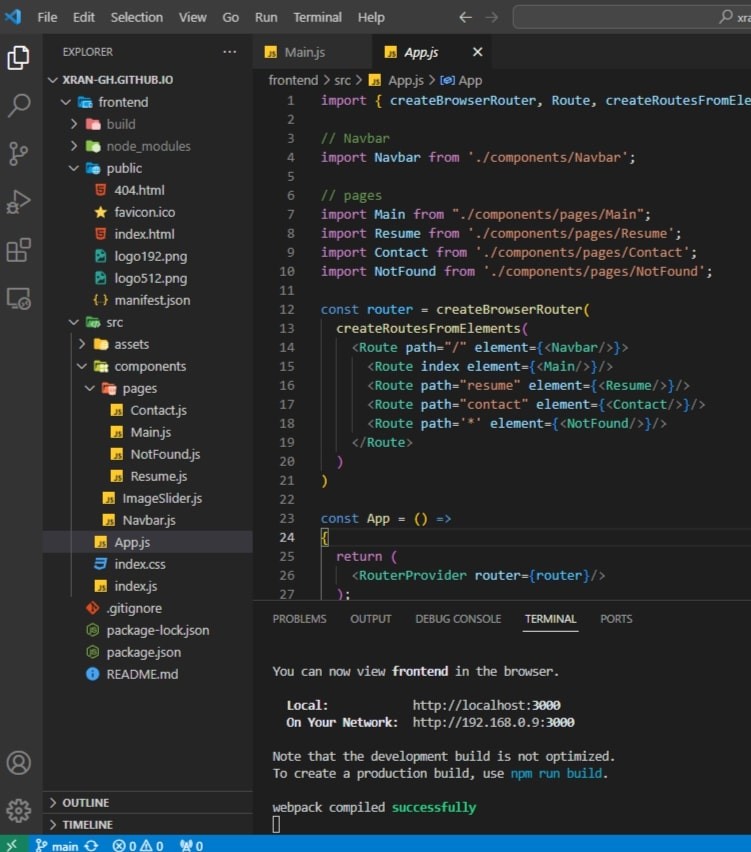 File Edit Selection View Go Run Terminal Help
EXPLORER
XRAN-GH.GITHUB.IO
frontend
build
node_modules
public
404.html
favicon.ico
index.html
logo192.png
logo512.png
manifest.json
src
assets
components
pages
Contact.js
Main.js
NotFound.js
Resume.js
ImageSlider.js
Navbar.js
App.js
index.css
index.js
.gitignore
package-lock.json
package.json
README.md
OUTLINE
TIMELINE
Main.js App.js
frontend > src > App.js > App
1 import { createBrowserRouter, Route, createRoutesFromEle
2
3 // Navbar
4 import Navbar from './components/Navbar';
5
6 // pages
7 import Main from "./components/pages/Main";
8 import Resume from './components/pages/Resume';
9 import Contact from './components/pages/Contact';
10 import NotFound from './components/pages/NotFound';
11
12 const router = createBrowserRouter(
13 createRoutesFromElements(
14 <Route path="/" element={<Navbar/>}>
15 <Route index element={<Main/>}/>
16 <Route path="resume" element={<Resume/>}/>
17 <Route path="contact" element={<Contact/>}/>
18 <Route path='*' element={<NotFound/>}/>
19 </Route>
20 )
21 )
22
23 const App = () =>
24 {
25 return (
26 <RouterProvider router={router}/>
27 );
PROBLEMS OUTPUT DEBUG CONSOLE TERMINAL PORTS
You can now view frontend in the browser.
Local: http://localhost:3000
On Your Network: http://192.168.0.9:3000
Note that the development build is not optimized.
To create a production build, use npm run build.
webpack compiled successfully
main 0 0 0